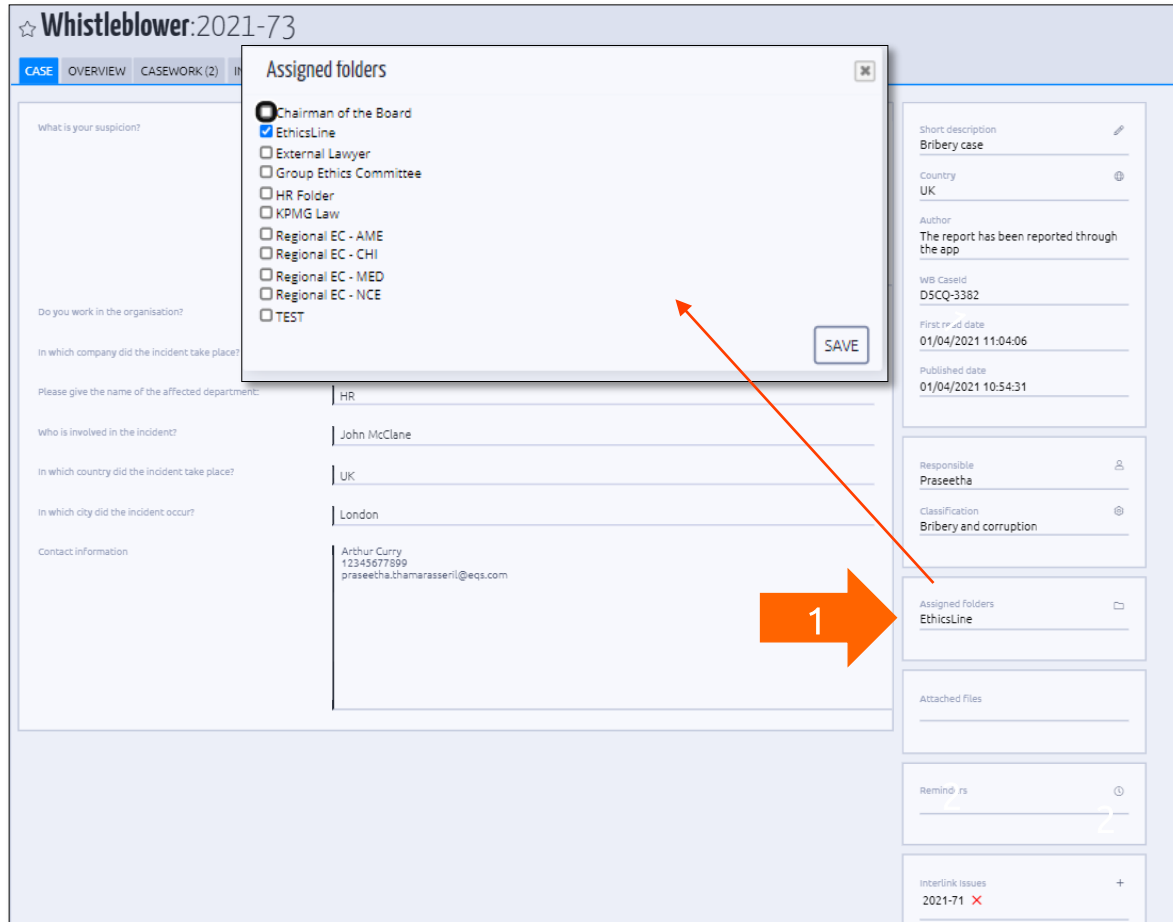 Whistleblower:2021-73
CASE OVERVIEW CASEWORK (2)
Assigned folders
Chairman of the Board
EthicsLine
External Lawyer
Group Ethics Committee
HR Folder
KPMG Law
Regional EC - AME
Regional EC - CHI
Regional EC - MED
Regional EC - NCE
TEST
SAVE
What is your suspicion?
Do you work in the organisation?
In which company did the incident take place?
Please give the name of the affected department:
HR
Who is involved in the incident?
John McClane
In which country did the incident take place?
UK
In which city did the incident occur?
London
Contact information
Arthur Curry
12345677899
praseetha.thamarasseril@eqs.com
1
Short description
Bribery case
Country
UK
Author
The report has been reported through
the app
WB CaseId
D5CQ-3382
First read date
01/04/2021 11:04:06
Published date
01/04/2021 10:54:31
Responsible
Praseetha
Classification
Bribery and corruption
Assigned folders
EthicsLine
Attached files
Reminders
2
2
Interlink Issues
2021-71